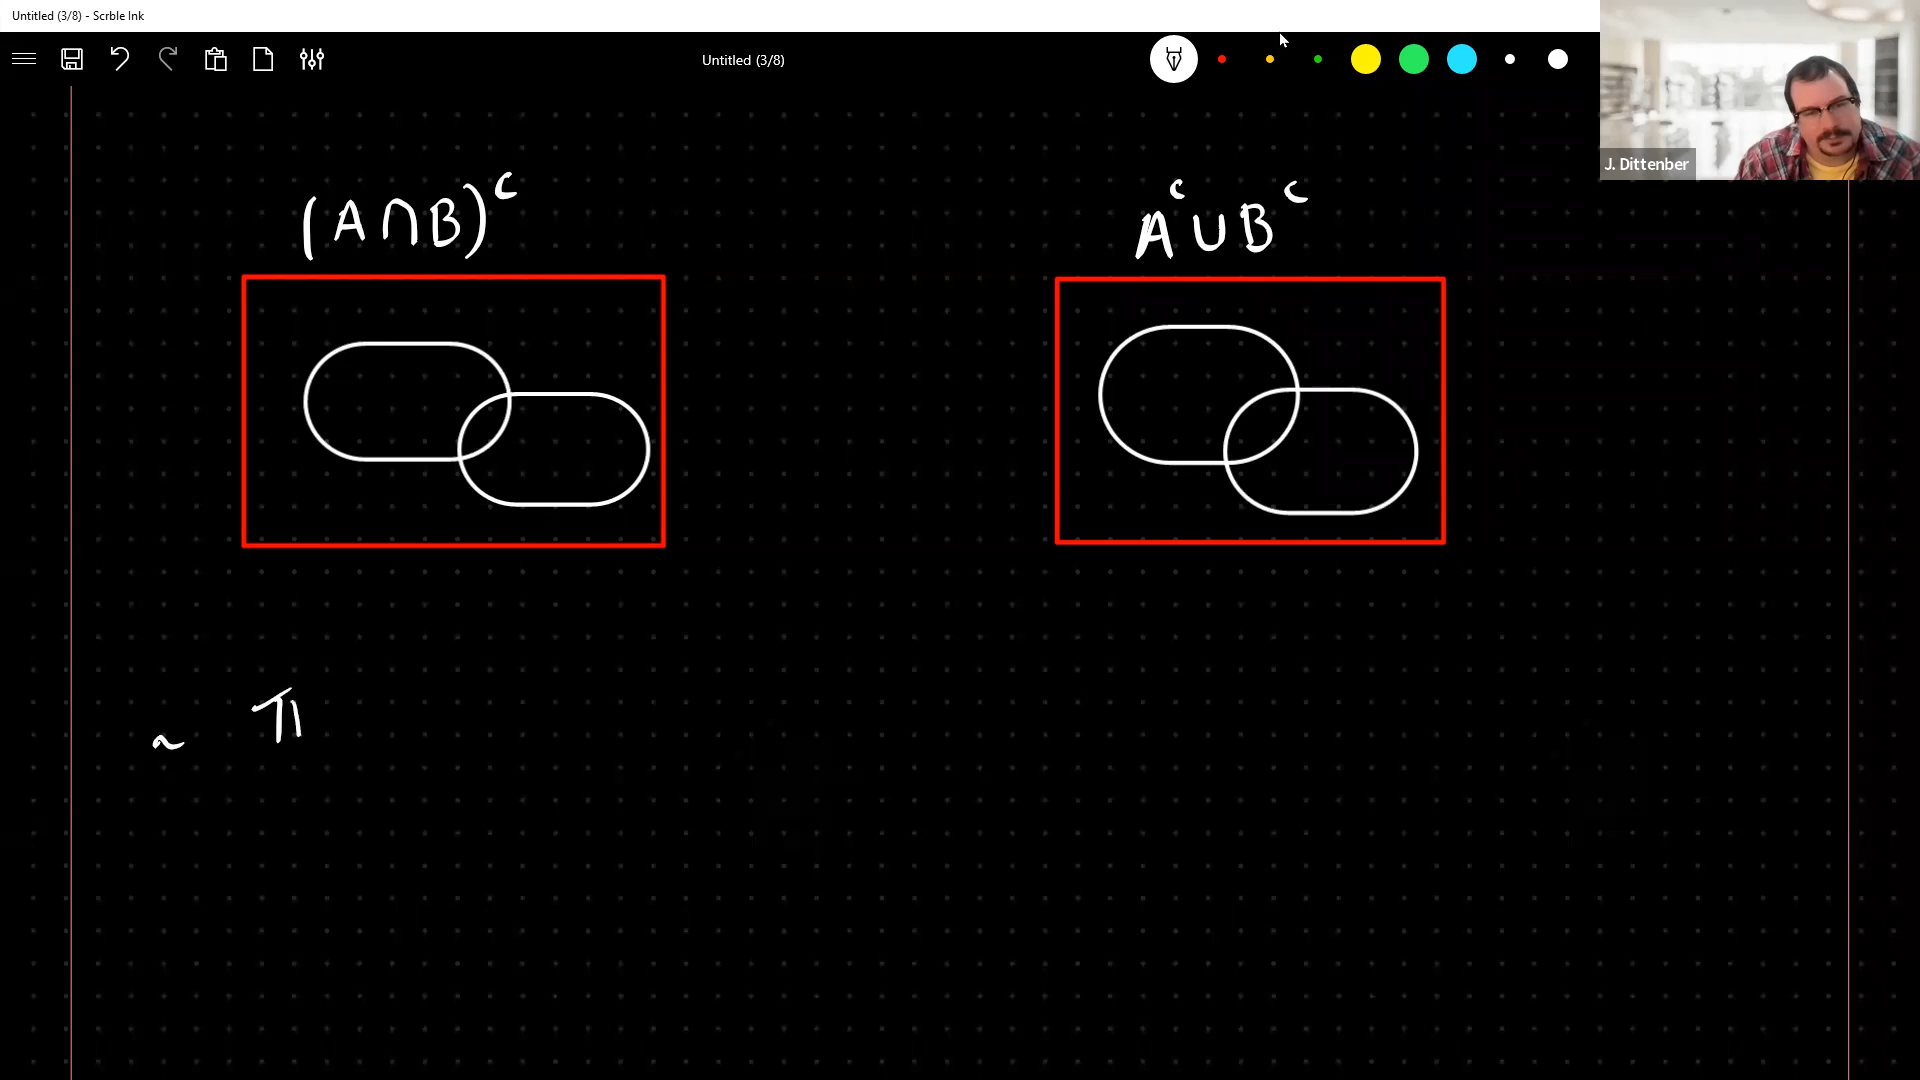 Untitled (3/8) - Scrble Ink
Untitled (3/8)
J. Dittenber
(A∩B)ᶜ
Aᶜ∪Bᶜ
~ π